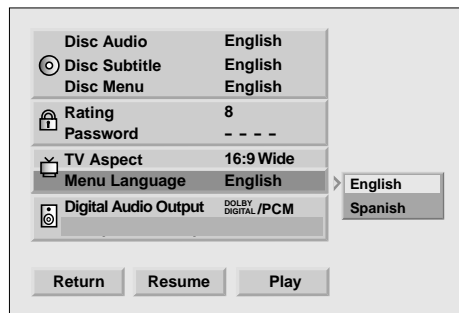 Disc Audio English
Disc Subtitle English
Disc Menu English
Rating 8
Password – – – –
TV Aspect 16:9 Wide
Menu Language English
English
Spanish
Digital Audio Output DOLBY DIGITAL /PCM
Return Resume Play